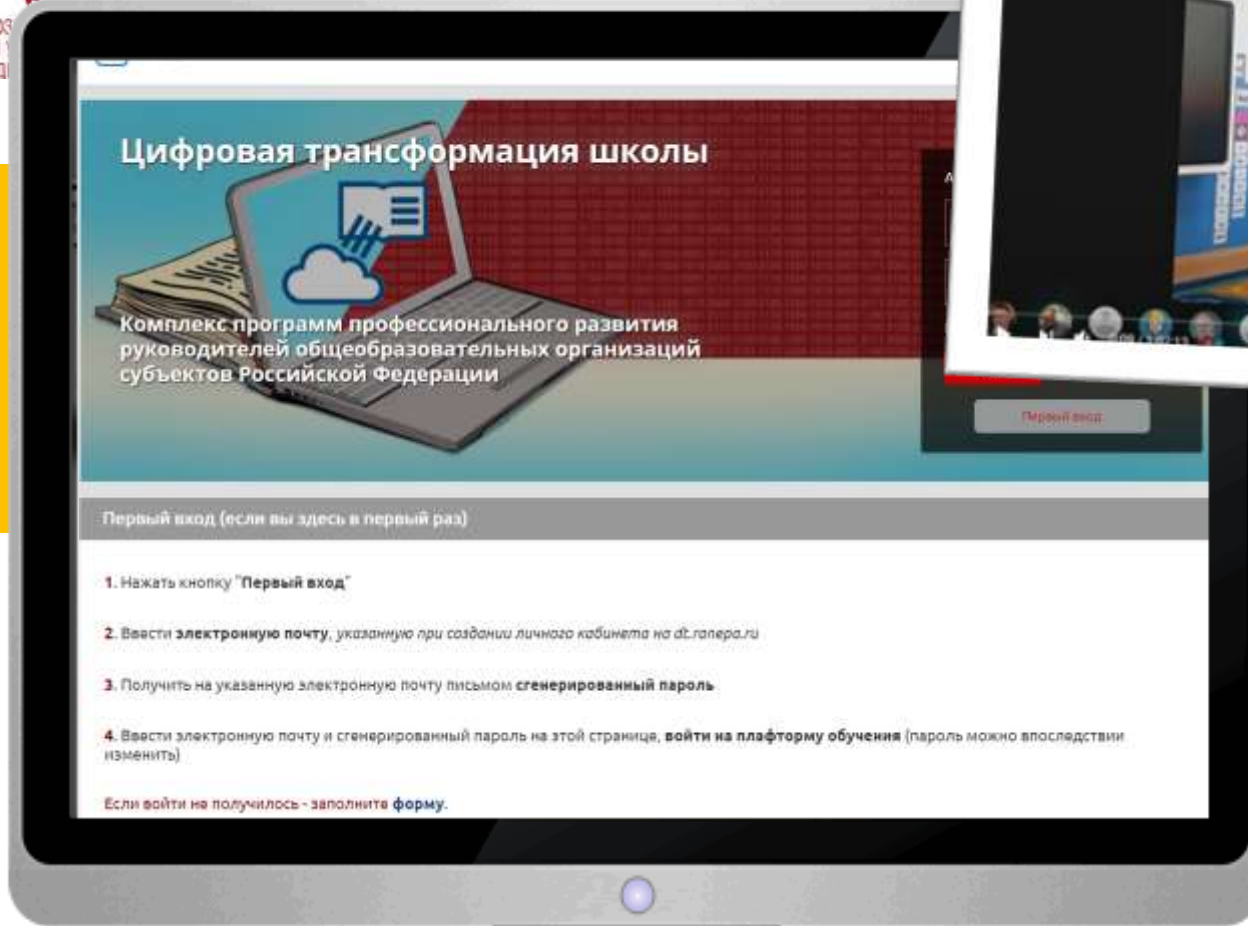 Цифровая трансформация школы
Комплекс программ профессионального развития
руководителей общеобразовательных организаций
субъектов Российской Федерации
Первый вход
Первый вход (если вы здесь в первый раз)
1. Нажать кнопку "Первый вход"
2. Ввести электронную почту, указанную при создании личного кабинета на dt.ranepa.ru
3. Получить на указанную электронную почту письмом сгенерированный пароль
4. Ввести электронную почту и сгенерированный пароль на этой странице, войти на плафторму обучения (пароль можно впоследствии
изменить)
Если войти не получилось - заполните форму.